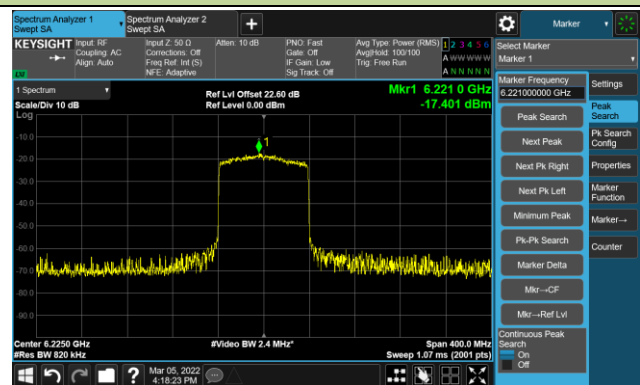 Spectrum Analyzer 1
Swept SA
Spectrum Analyzer 2
Swept SA
+
Marker
KEYSIGHT
Input: RF
Coupling: AC
Align: Auto
Input Z: 50 Ω
Corrections: Off
Freq Ref: Int (S)
NFE: Adaptive
Atten: 10 dB
PNO: Fast
Gate: Off
IF Gain: Low
Sig Track: Off
Avg Type: Power (RMS)
Avg|Hold: 100/100
Trig: Free Run
1 2 3 4 5 6
A W W W W W
A N N N N N
Select Marker
Marker 1
1 Spectrum
Scale/Div 10 dB
Log
Ref Lvl Offset 22.60 dB
Ref Level 0.00 dBm
Mkr1 6.221 0 GHz
-17.401 dBm
1
-10.0
-20.0
-30.0
-40.0
-50.0
-60.0
-70.0
-80.0
-90.0
Center 6.2250 GHz
#Res BW 820 kHz
#Video BW 2.4 MHz*
Span 400.0 MHz
Sweep 1.07 ms (2001 pts)
Marker Frequency
6.221000000 GHz
Peak Search
Next Peak
Next Pk Right
Next Pk Left
Minimum Peak
Pk-Pk Search
Marker Delta
Mkr→CF
Mkr→Ref Lvl
Continuous Peak
Search
On
Off
Settings
Peak
Search
Pk Search
Config
Properties
Marker
Function
Marker→
Counter
?
Mar 05, 2022
4:18:23 PM